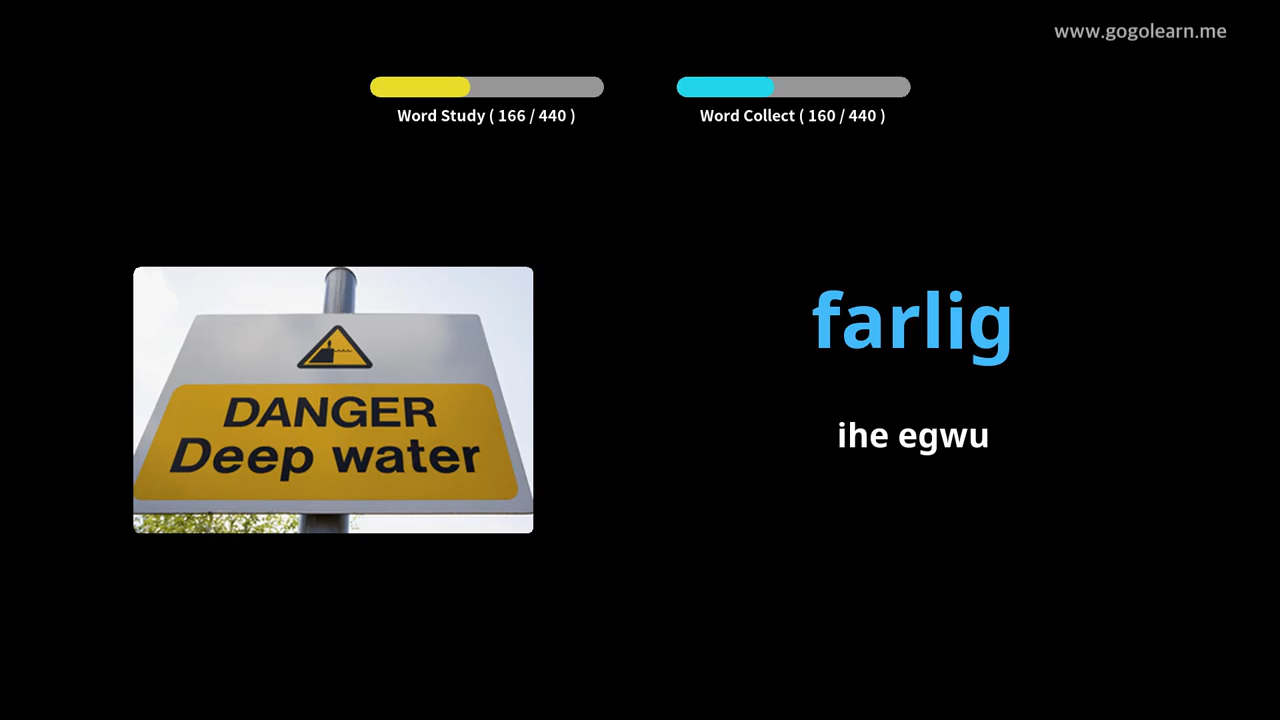 www.gogolearn.me
Word Study ( 166 / 440 )
Word Collect ( 160 / 440 )
DANGER
Deep water
farlig
ihe egwu